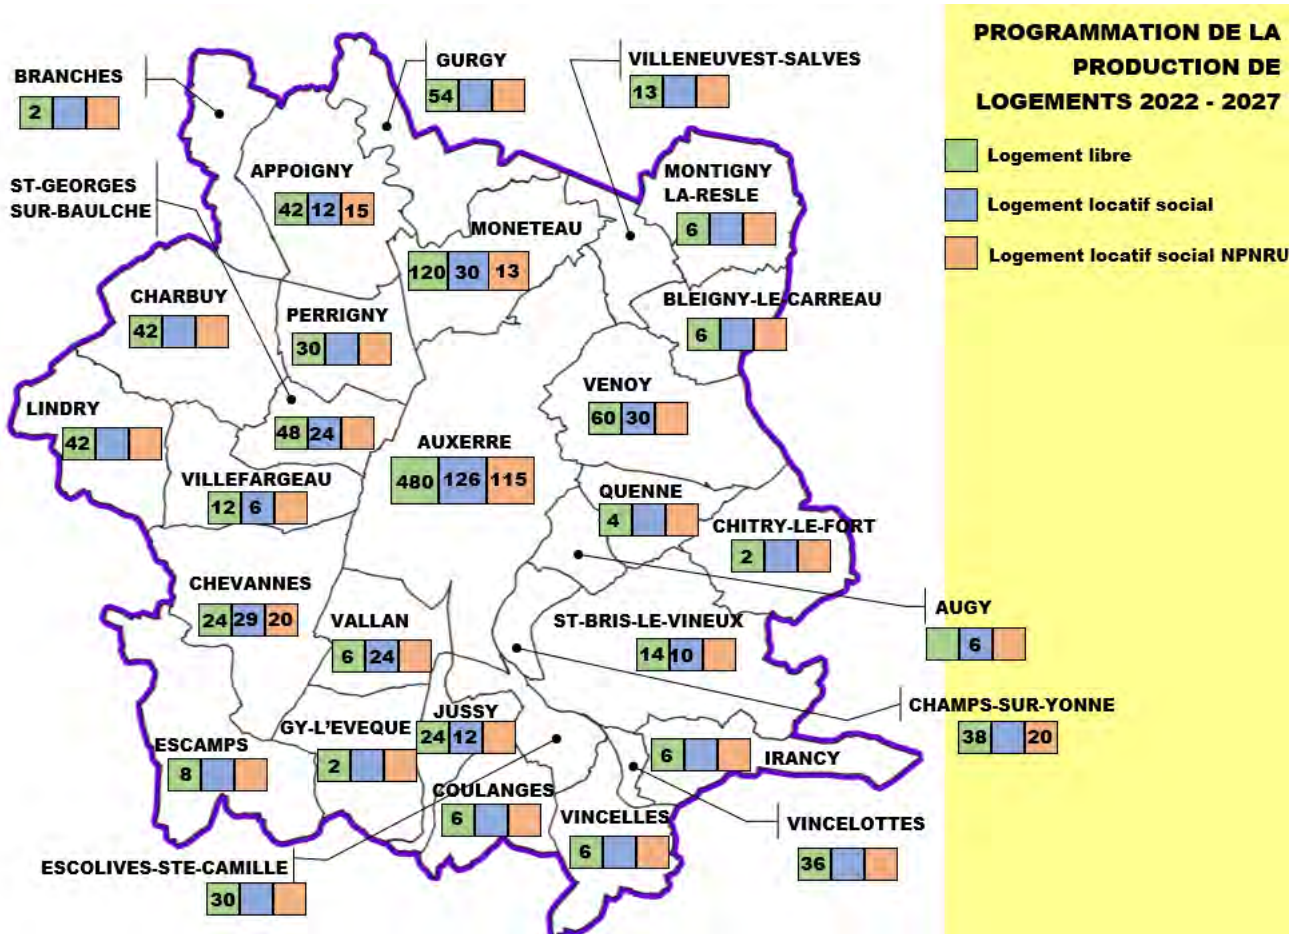 PROGRAMMATION DE LA
PRODUCTION DE
LOGEMENTS 2022 - 2027
Logement libre
Logement locatif social
Logement locatif social NPNRU
BRANCHES
2
GURGY
54
VILLENEUVEST-SALVES
13
ST-GEORGES
SUR-BAULCHE
48 24
APPOIGNY
42 12 15
MONTIGNY
LA-RESLE
6
MONETEAU
120 30 13
CHARBUY
42
PERRIGNY
30
BLEIGNY-LE-CARREAU
6
LINDRY
42
VENOY
60 30
AUXERRE
480 126 115
VILLEFARGEAU
12 6
QUENNE
4
CHITRY-LE-FORT
2
CHEVANNES
24 29 20
VALLAN
6 24
ST-BRIS-LE-VINEUX
14 10
AUGY
6
CHAMPS-SUR-YONNE
38 20
JUSSY
24 12
GY-L'EVEQUE
2
ESCAMPS
8
6
IRANCY
COULANGES
6
VINCELLES
6
VINCELOTTES
36
ESCOLIVES-STE-CAMILLE
30